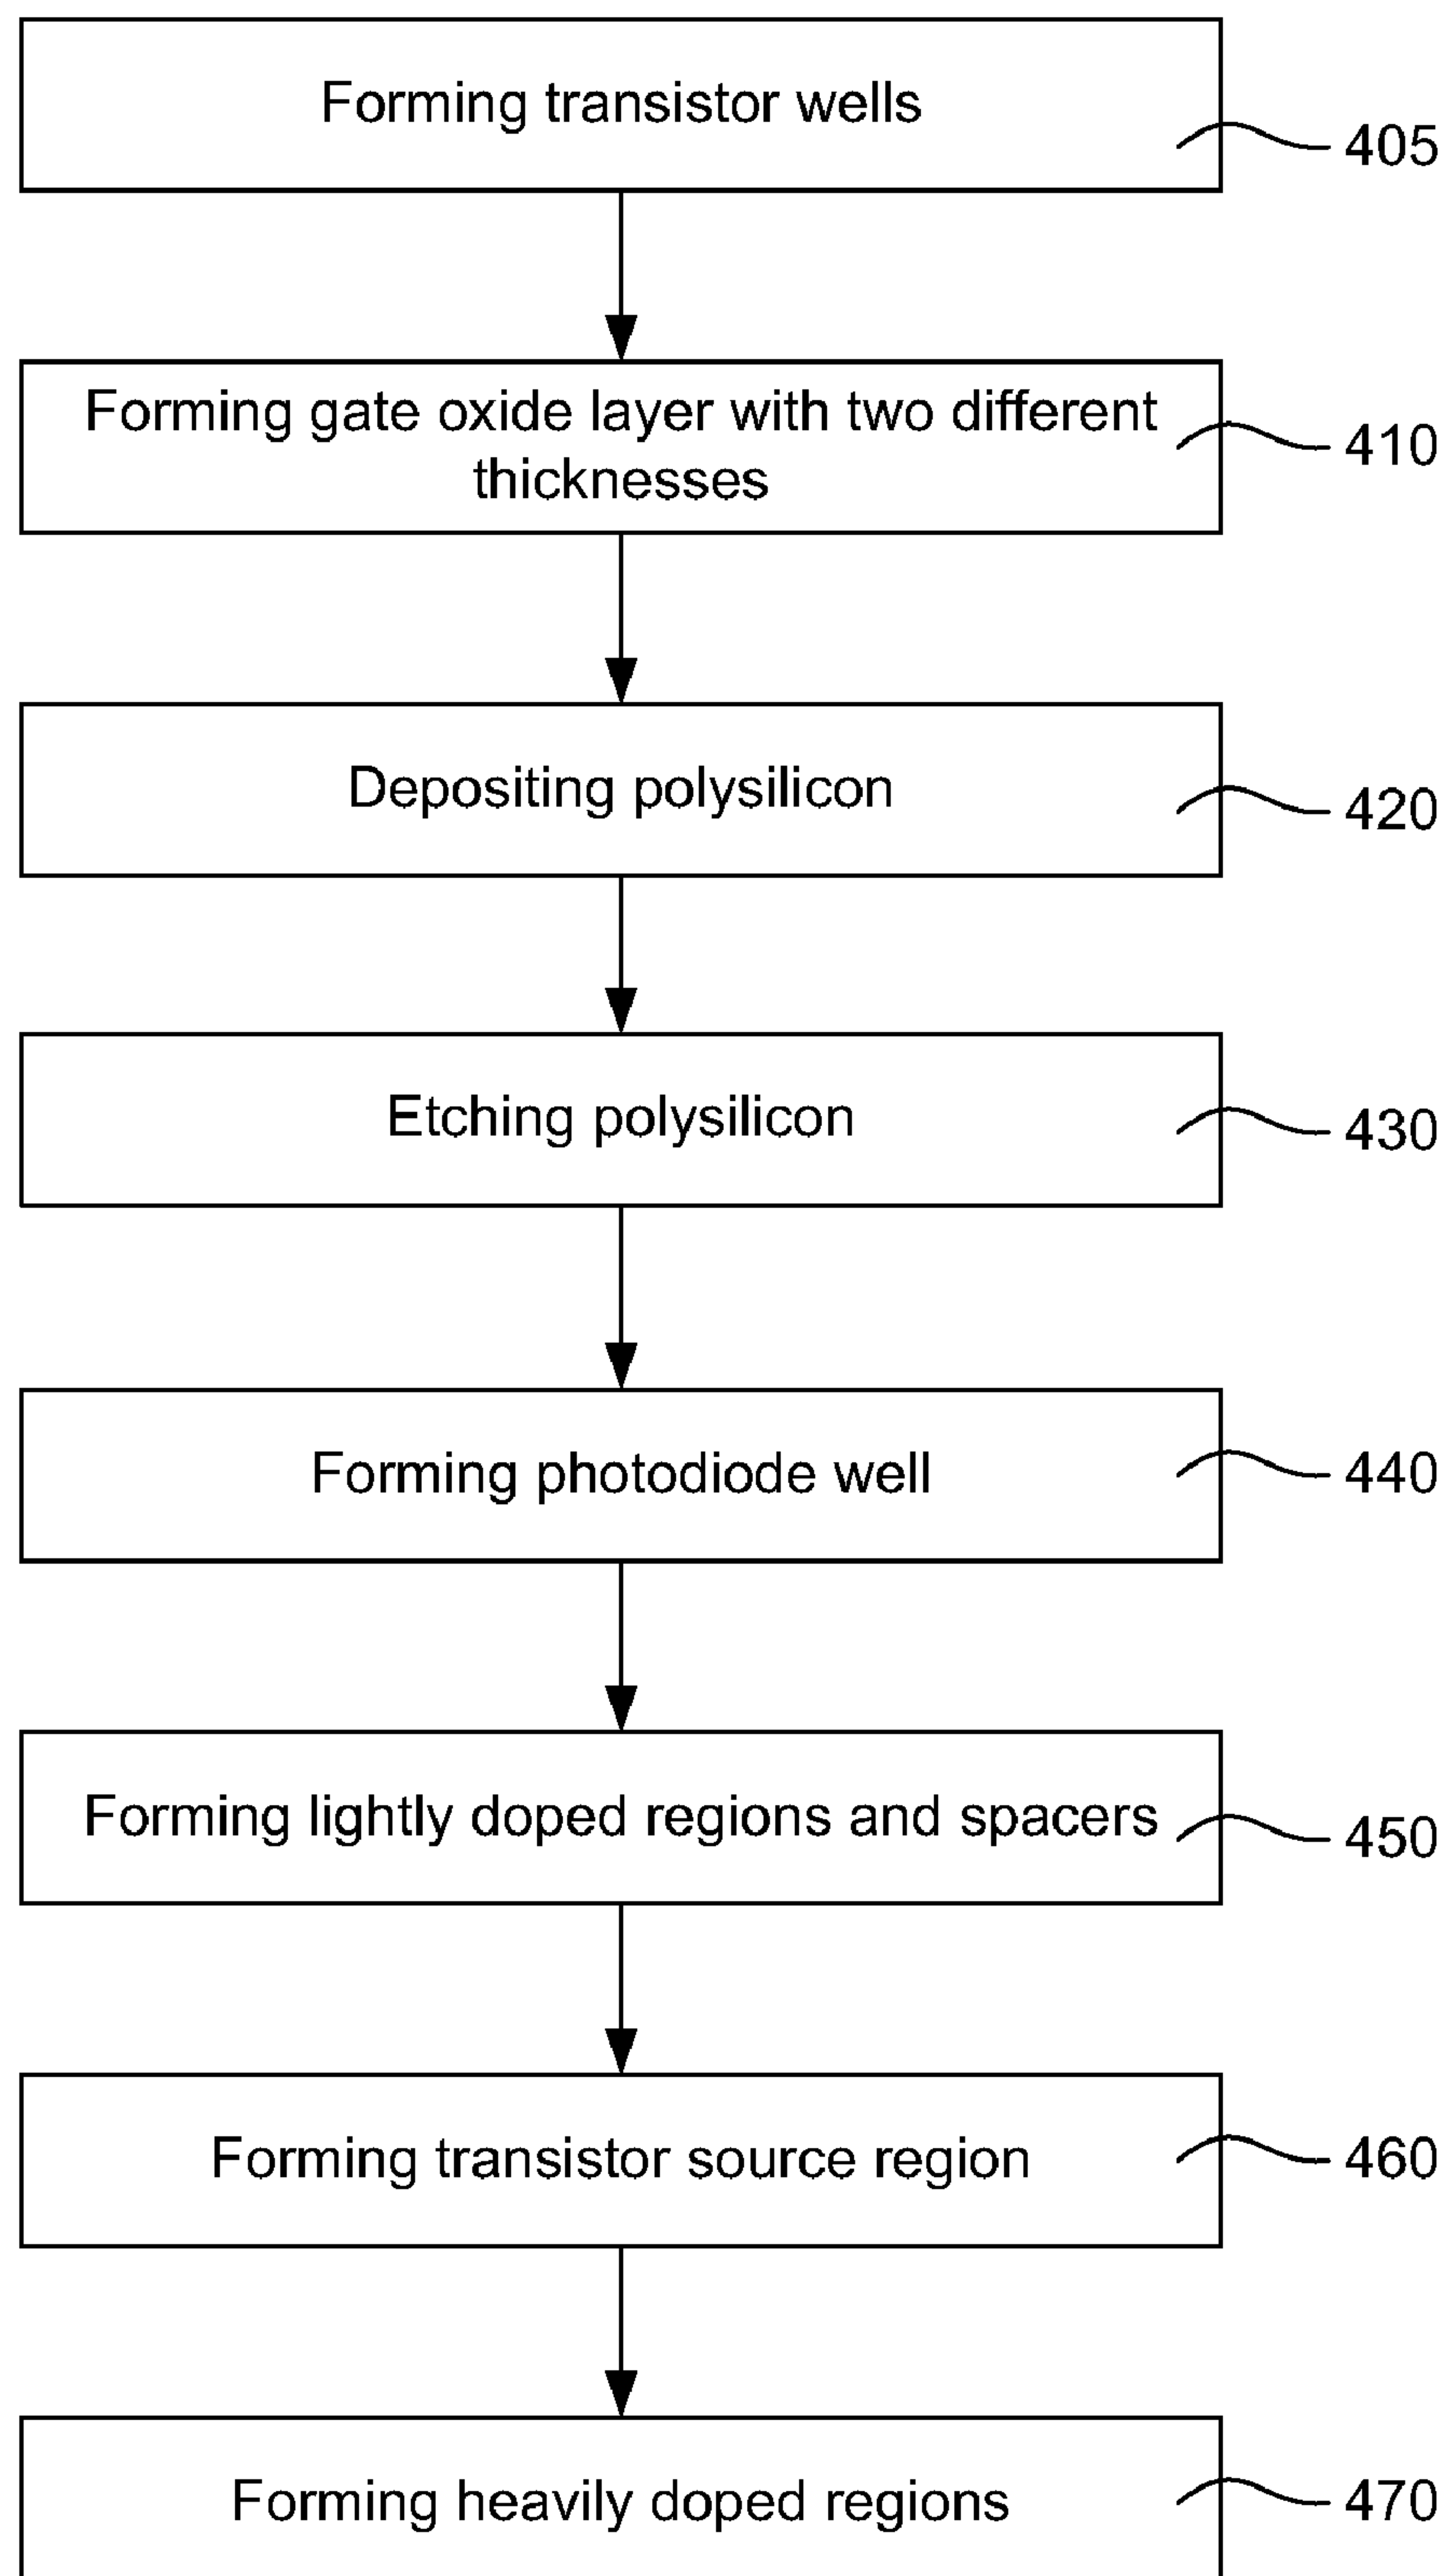 Forming transistor wells
405
Forming gate oxide layer with two different
thicknesses
410
Depositing polysilicon
420
Etching polysilicon
430
Forming photodiode well
440
Forming lightly doped regions and spacers
450
Forming transistor source region
460
Forming heavily doped regions
470